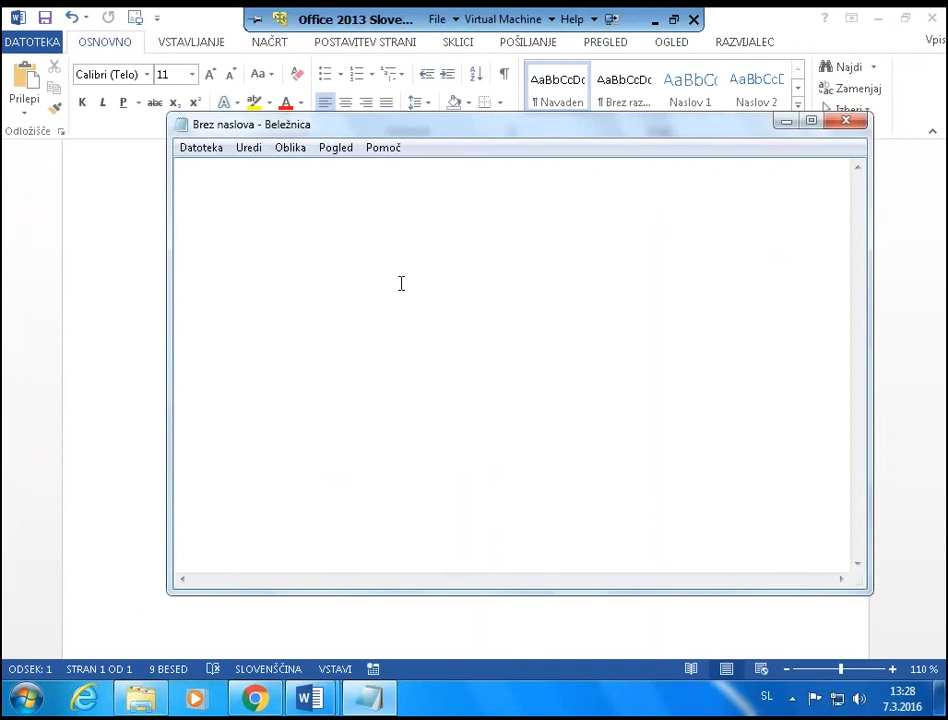 Office 2013 Slove... File Virtual Machine Help
DATOTEKA OSNOVNO VSTAVLJANJE NAČRT POSTAVITEV STRANI SKLICI POŠILJANJE PREGLED OGLED RAZVIJALEC Vpis
Calibri (Telo) 11 Aa Najdi
AaBbCcDc AaBbCcDc AaBbCc AaBbCcE Zamenjaj
Prilepi K L P abc x₂ x² A A ¶ Navaden ¶ Brez raz... Naslov 1 Naslov 2 Izberi
Odložišče
Brez naslova - Beležnica
Datoteka Uredi Oblika Pogled Pomoč
ODSEK: 1 STRAN 1 OD 1 9 BESED SLOVENŠČINA VSTAVI 110 %
SL 13:28
7.3.2016